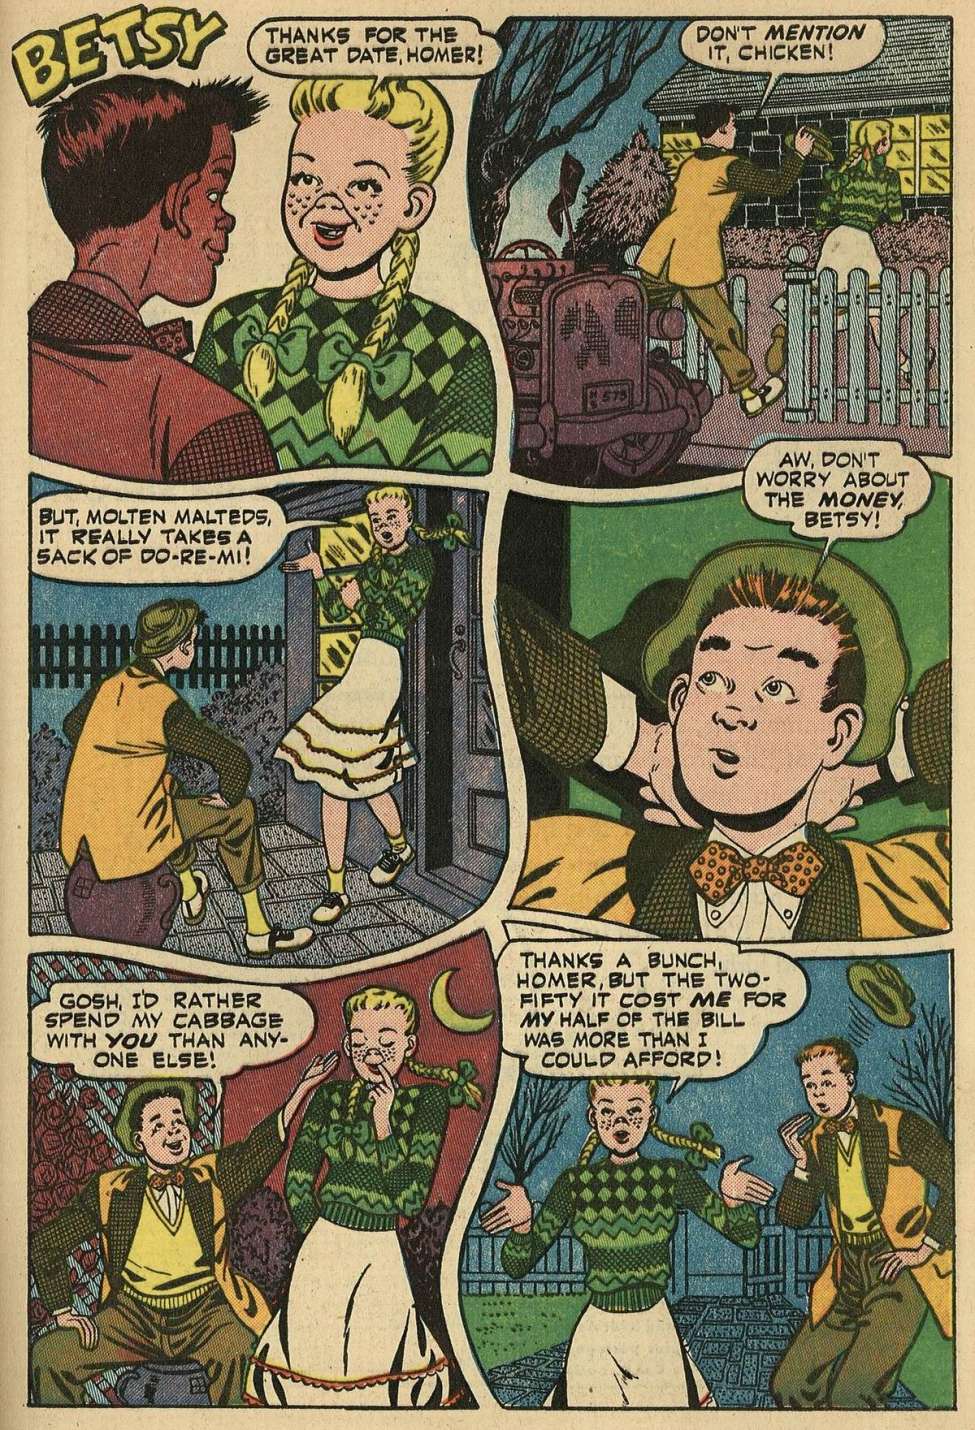 BETSY
THANKS FOR THE
GREAT DATE, HOMER!
DON'T MENTION
IT, CHICKEN!
575
BUT, MOLTEN MALTEDS,
IT REALLY TAKES A
SACK OF DO-RE-MI!
AW, DON'T
WORRY ABOUT
THE MONEY,
BETSY!
GOSH, I'D RATHER
SPEND MY CABBAGE
WITH YOU THAN ANY-
ONE ELSE!
THANKS A BUNCH,
HOMER, BUT THE TWO-
FIFTY IT COST ME FOR
MY HALF OF THE BILL
WAS MORE THAN I
COULD AFFORD!